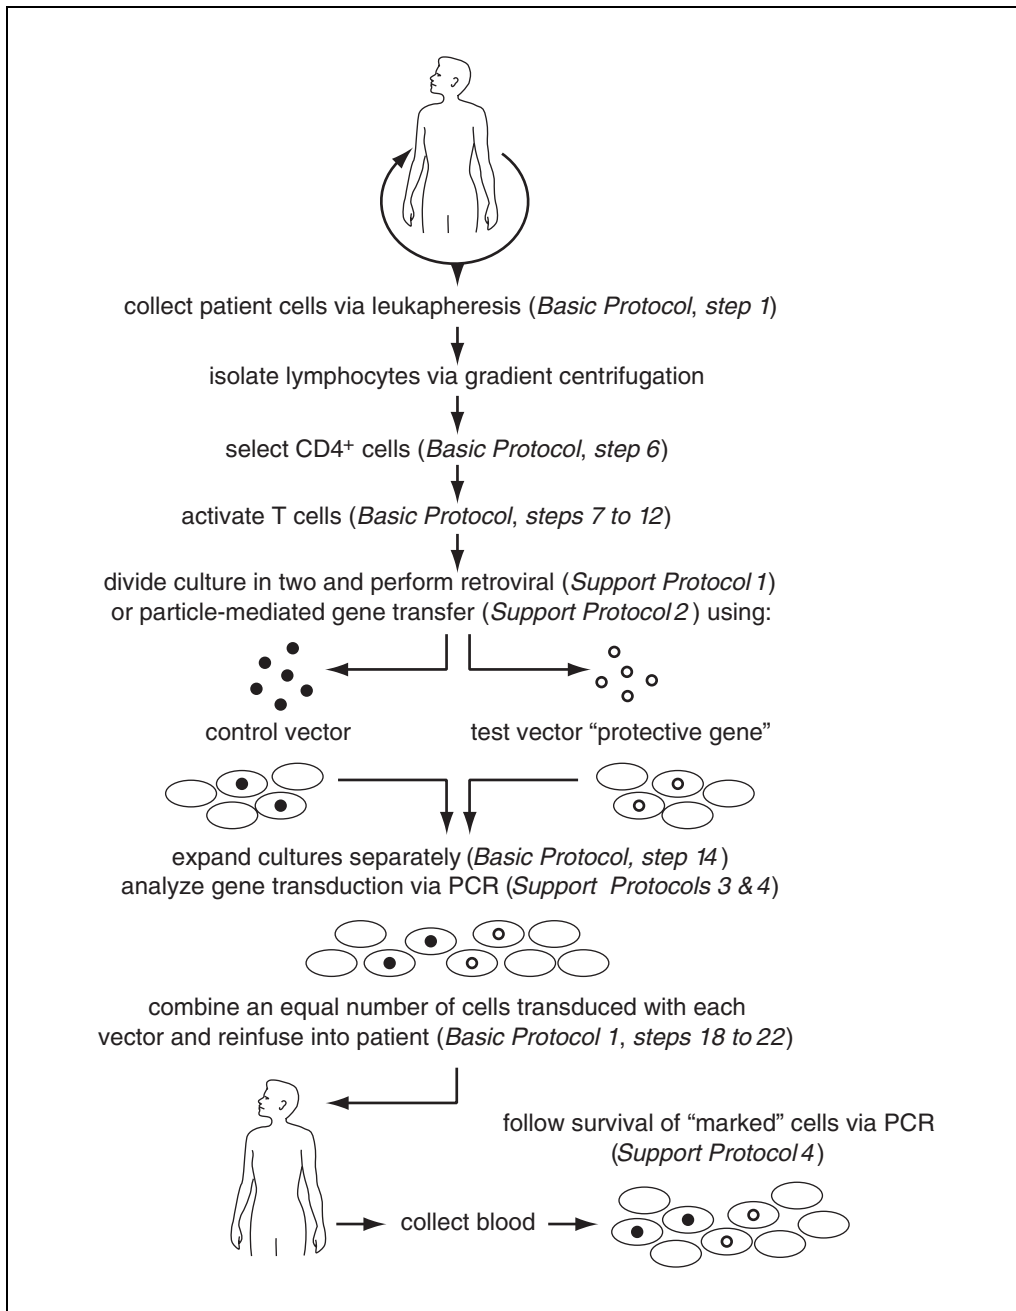 collect patient cells via leukapheresis (Basic Protocol, step 1)
isolate lymphocytes via gradient centrifugation
select CD4+ cells (Basic Protocol, step 6)
activate T cells (Basic Protocol, steps 7 to 12)
divide culture in two and perform retroviral (Support Protocol 1)
or particle-mediated gene transfer (Support Protocol 2) using:
control vector
test vector “protective gene”
expand cultures separately (Basic Protocol, step 14)
analyze gene transduction via PCR (Support Protocols 3 & 4)
combine an equal number of cells transduced with each
vector and reinfuse into patient (Basic Protocol 1, steps 18 to 22)
follow survival of “marked” cells via PCR
(Support Protocol 4)
collect blood